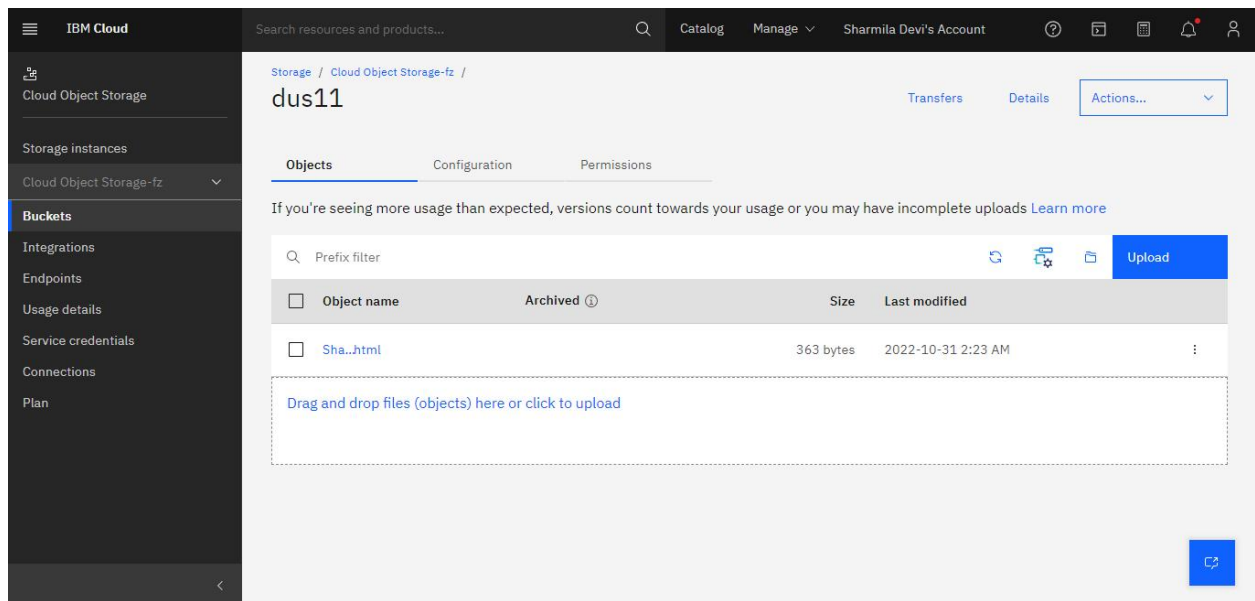 IBM Cloud
Search resources and products...
Catalog
Manage
Sharmila Devi's Account
Cloud Object Storage
Storage instances
Cloud Object Storage-fz
Buckets
Integrations
Endpoints
Usage details
Service credentials
Connections
Plan
Storage / Cloud Object Storage-fz /
dus11
Transfers
Details
Actions...
Objects
Configuration
Permissions
If you're seeing more usage than expected, versions count towards your usage or you may have incomplete uploads Learn more
Prefix filter
Upload
Object name
Archived
Size
Last modified
Sha..html
363 bytes
2022-10-31 2:23 AM
Drag and drop files (objects) here or click to upload